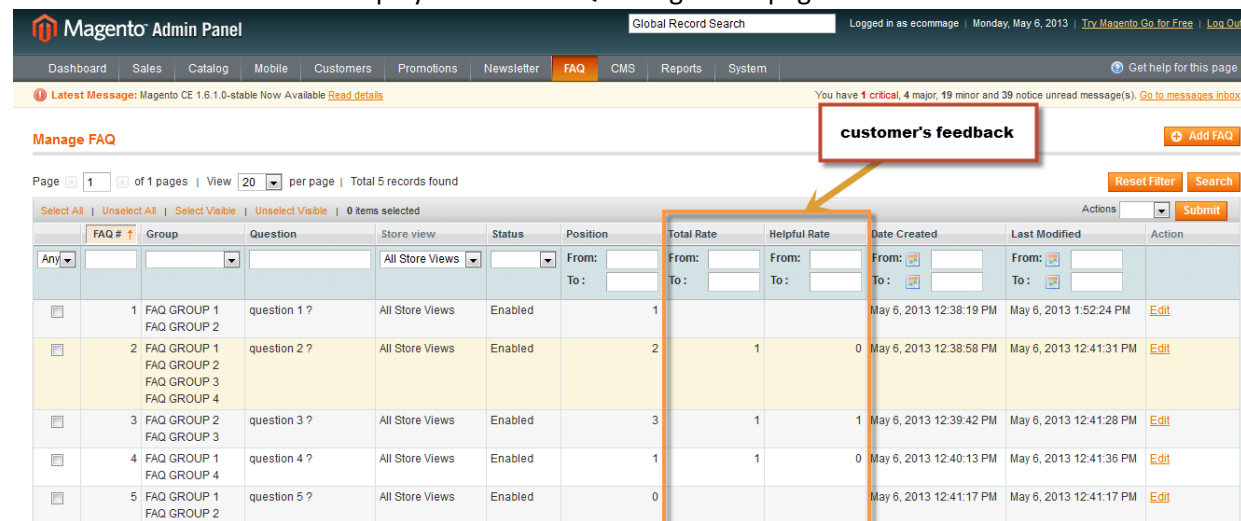 Magento Admin Panel
Global Record Search
Logged in as ecommage | Monday, May 6, 2013 | Try Magento Go for Free | Log Out
Dashboard Sales Catalog Mobile Customers Promotions Newsletter FAQ CMS Reports System
Get help for this page
Latest Message: Magento CE 1.6.1.0-stable Now Available Read details
You have 1 critical, 4 major, 19 minor and 39 notice unread message(s). Go to messages inbox
customer's feedback
Manage FAQ
Add FAQ
Page 1 of 1 pages | View 20 per page | Total 5 records found
Reset Filter Search
Select All | Unselect All | Select Visible | Unselect Visible | 0 items selected
Actions Submit
FAQ # Group Question Store view Status Position Total Rate Helpful Rate Date Created Last Modified Action
Any All Store Views From: From: From: From: From:
To : To : To : To : To :
1 FAQ GROUP 1 question 1 ? All Store Views Enabled 1 May 6, 2013 12:38:19 PM May 6, 2013 1:52:24 PM Edit
FAQ GROUP 2
2 FAQ GROUP 1 question 2 ? All Store Views Enabled 2 1 0 May 6, 2013 12:38:58 PM May 6, 2013 12:41:31 PM Edit
FAQ GROUP 2
FAQ GROUP 3
FAQ GROUP 4
3 FAQ GROUP 2 question 3 ? All Store Views Enabled 3 1 1 May 6, 2013 12:39:42 PM May 6, 2013 12:41:28 PM Edit
FAQ GROUP 3
4 FAQ GROUP 1 question 4 ? All Store Views Enabled 1 1 0 May 6, 2013 12:40:13 PM May 6, 2013 12:41:36 PM Edit
FAQ GROUP 4
5 FAQ GROUP 1 question 5 ? All Store Views Enabled 0 May 6, 2013 12:41:17 PM May 6, 2013 12:41:17 PM Edit
FAQ GROUP 2